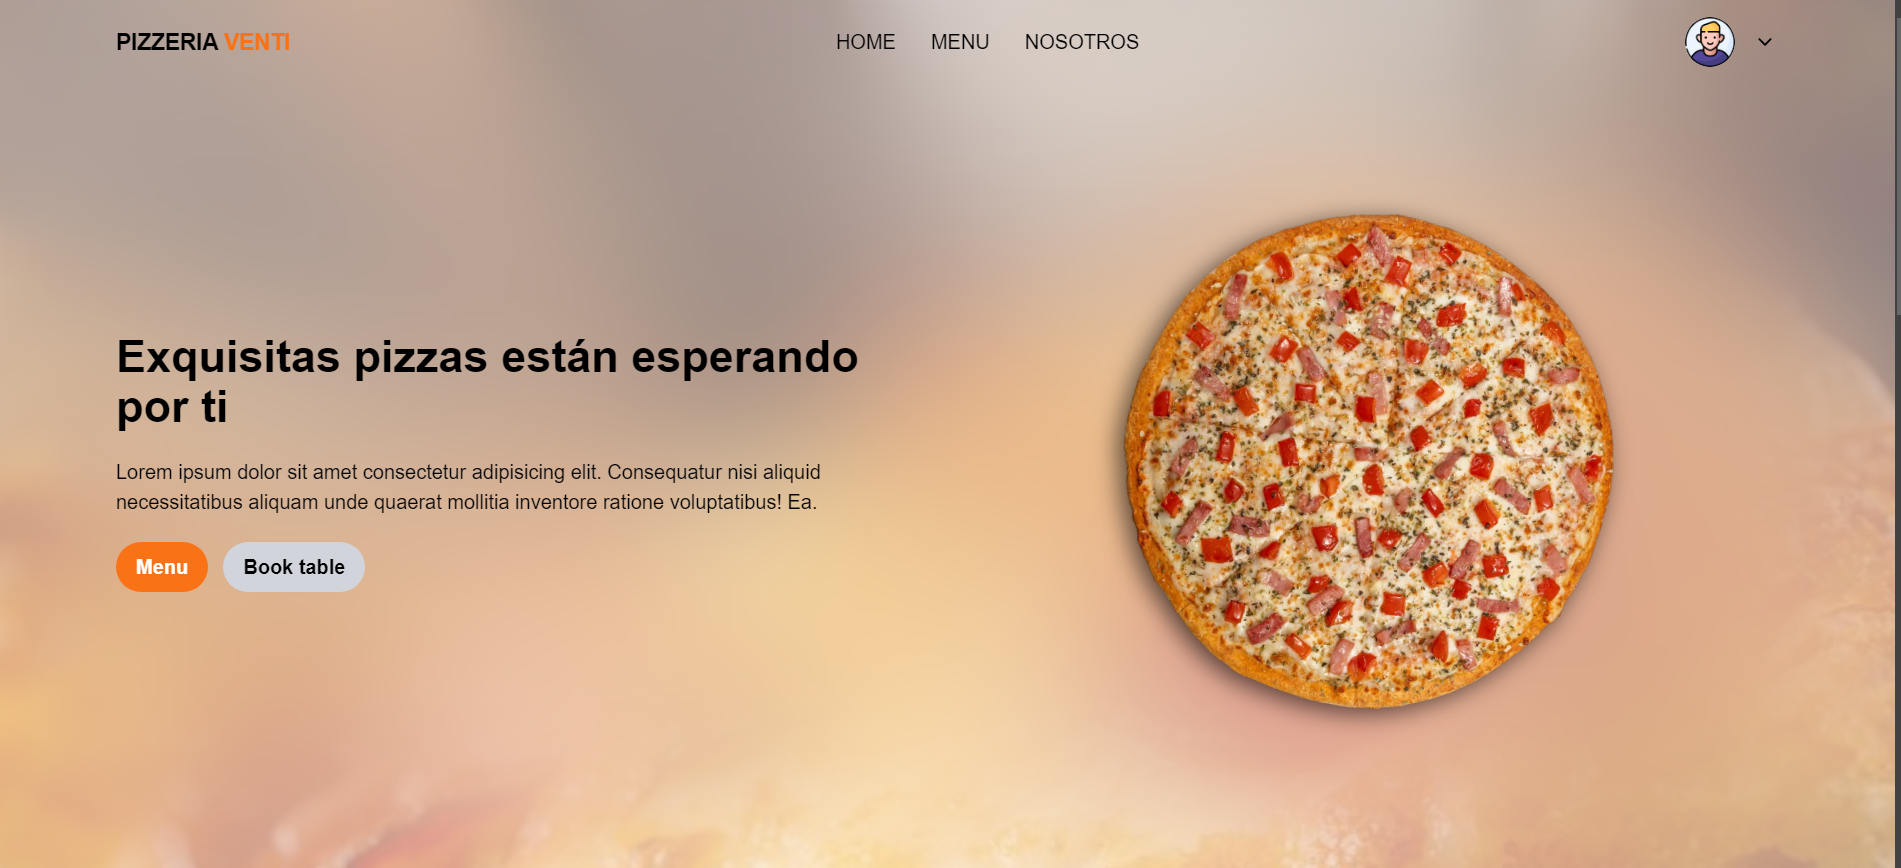 PIZZERIA VENTI
HOME MENU NOSOTROS
Exquisitas pizzas están esperando
por ti
Lorem ipsum dolor sit amet consectetur adipisicing elit. Consequatur nisi aliquid
necessitatibus aliquam unde quaerat mollitia inventore ratione voluptatibus! Ea.
Menu Book table